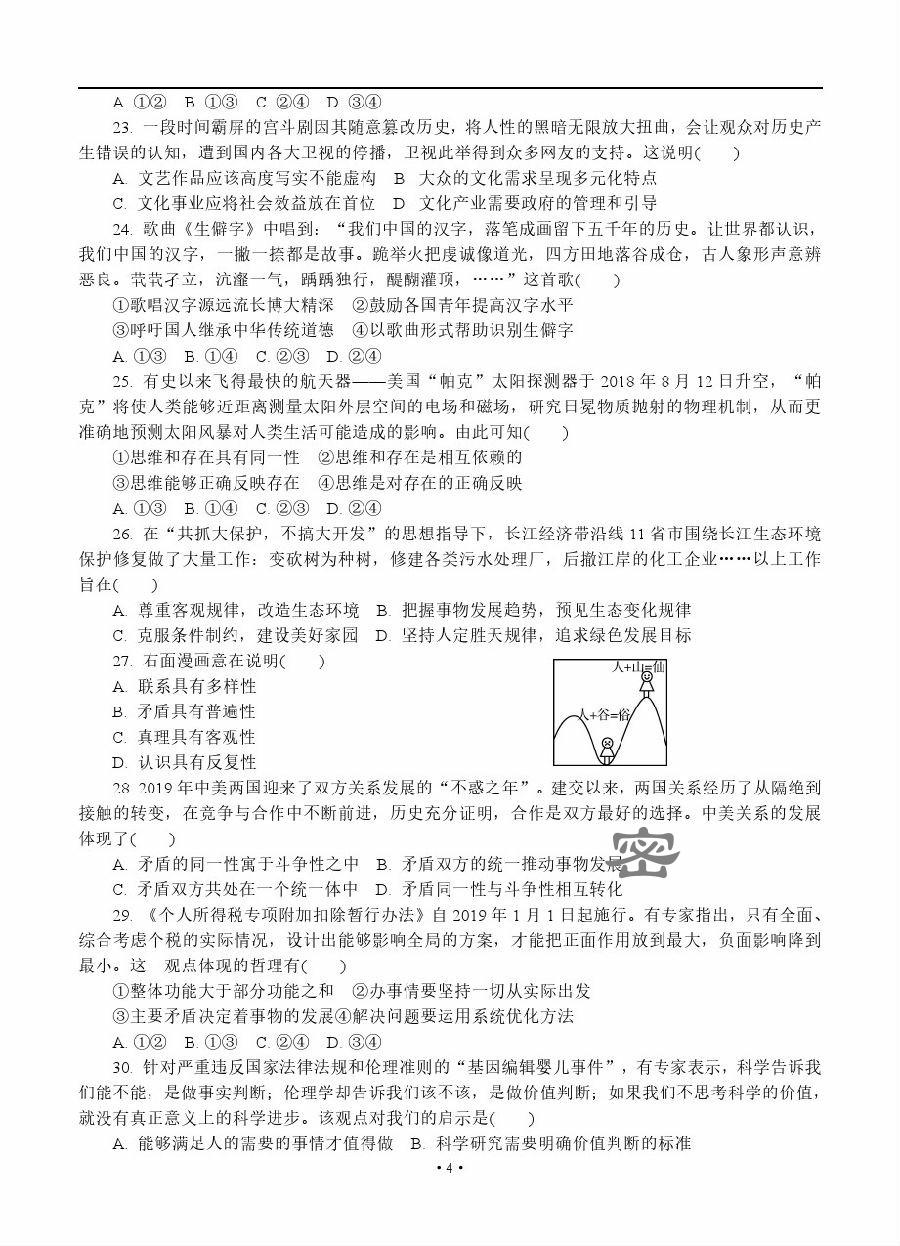 A. ①② B. ①③ C. ②④ D. ③④
23. 一段时间霸屏的宫斗剧因其随意篡改历史，将人性的黑暗无限放大扭曲，会让观众对历史产
生错误的认知，遭到国内各大卫视的停播，卫视此举得到众多网友的支持。这说明( )
A. 文艺作品应该高度写实不能虚构 B 大众的文化需求呈现多元化特点
C. 文化事业应将社会效益放在首位 D 文化产业需要政府的管理和引导
24. 歌曲《生僻字》中唱到：“我们中国的汉字，落笔成画留下五千年的历史。让世界都认识，
我们中国的汉字，一撇一捺都是故事。跪举火把虔诚像道光，四方田地落谷成仓，古人象形声意辨
恶良。茕茕孑立，沆瀣一气，踽踽独行，醍醐灌顶，……”这首歌( )
①歌唱汉字源远流长博大精深 ②鼓励各国青年提高汉字水平
③呼吁国人继承中华传统道德 ④以歌曲形式帮助识别生僻字
A. ①③ B. ①④ C. ②③ D. ②④
25. 有史以来飞得最快的航天器——美国“帕克”太阳探测器于 2018 年 8 月 12 日升空，“帕
克”将使人类能够近距离测量太阳外层空间的电场和磁场，研究日冕物质抛射的物理机制，从而更
准确地预测太阳风暴对人类生活可能造成的影响。由此可知( )
①思维和存在具有同一性 ②思维和存在是相互依赖的
③思维能够正确反映存在 ④思维是对存在的正确反映
A. ①③ B. ①④ C. ②③ D. ②④
26. 在“共抓大保护，不搞大开发”的思想指导下，长江经济带沿线 11 省市围绕长江生态环境
保护修复做了大量工作：变砍树为种树，修建各类污水处理厂，后撤江岸的化工企业……以上工作
旨在( )
A. 尊重客观规律，改造生态环境 B. 把握事物发展趋势，预见生态变化规律
C. 克服条件制约，建设美好家园 D. 坚持人定胜天规律，追求绿色发展目标
27. 右面漫画意在说明( )
人+山=仙
A. 联系具有多样性
B. 矛盾具有普遍性
人+谷=俗
C. 真理具有客观性
D. 认识具有反复性
28. 2019 年中美两国迎来了双方关系发展的“不惑之年”。建交以来，两国关系经历了从隔绝到
接触的转变，在竞争与合作中不断前进，历史充分证明，合作是双方最好的选择。中美关系的发展
体现了( )
A. 矛盾的同一性寓于斗争性之中 B. 矛盾双方的统一推动事物发展
密
C. 矛盾双方共处在一个统一体中 D. 矛盾同一性与斗争性相互转化
29. 《个人所得税专项附加扣除暂行办法》自 2019 年 1 月 1 日起施行。有专家指出，只有全面、
综合考虑个税的实际情况，设计出能够影响全局的方案，才能把正面作用放到最大，负面影响降到
最小。这 观点体现的哲理有( )
①整体功能大于部分功能之和 ②办事情要坚持一切从实际出发
③主要矛盾决定着事物的发展④解决问题要运用系统优化方法
A. ①② B. ①③ C. ②④ D. ③④
30. 针对严重违反国家法律法规和伦理准则的“基因编辑婴儿事件”，有专家表示，科学告诉我
们能不能，是做事实判断；伦理学却告诉我们该不该，是做价值判断；如果我们不思考科学的价值，
就没有真正意义上的科学进步。该观点对我们的启示是( )
A. 能够满足人的需要的事情才值得做 B. 科学研究需要明确价值判断的标准
·4·